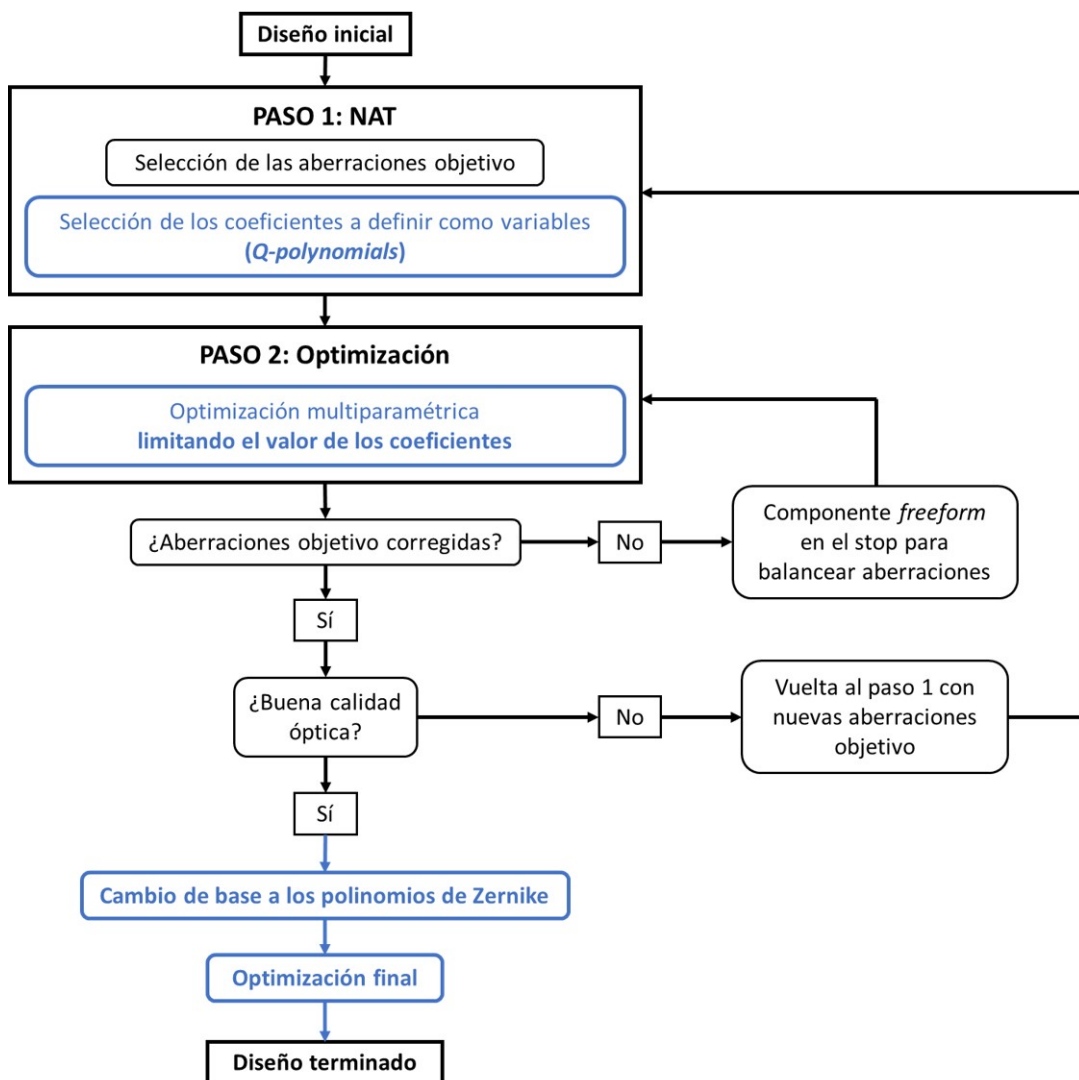 Diseño inicial
PASO 1: NAT
Selección de las aberraciones objetivo
Selección de los coeficientes a definir como variables
(Q-polynomials)
PASO 2: Optimización
Optimización multiparamétrica
limitando el valor de los coeficientes
¿Aberraciones objetivo corregidas?
No
Componente freeform
en el stop para
balancear aberraciones
Sí
¿Buena calidad
óptica?
No
Vuelta al paso 1 con
nuevas aberraciones
objetivo
Sí
Cambio de base a los polinomios de Zernike
Optimización final
Diseño terminado